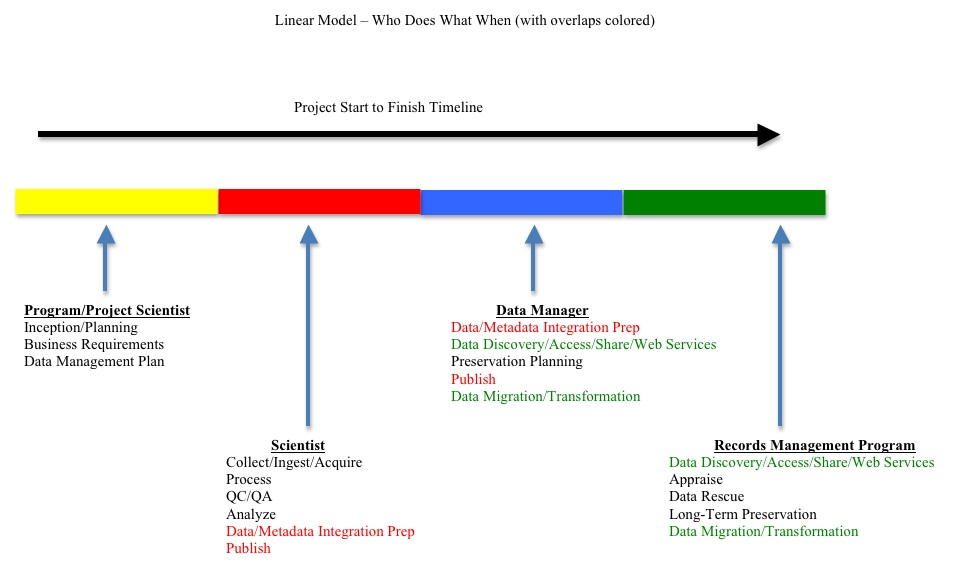 Linear Model – Who Does What When (with overlaps colored)
Project Start to Finish Timeline
Program/Project Scientist
Inception/Planning
Business Requirements
Data Management Plan
Scientist
Collect/Ingest/Acquire
Process
QC/QA
Analyze
Data/Metadata Integration Prep
Publish
Data Manager
Data/Metadata Integration Prep
Data Discovery/Access/Share/Web Services
Preservation Planning
Publish
Data Migration/Transformation
Records Management Program
Data Discovery/Access/Share/Web Services
Appraise
Data Rescue
Long-Term Preservation
Data Migration/Transformation